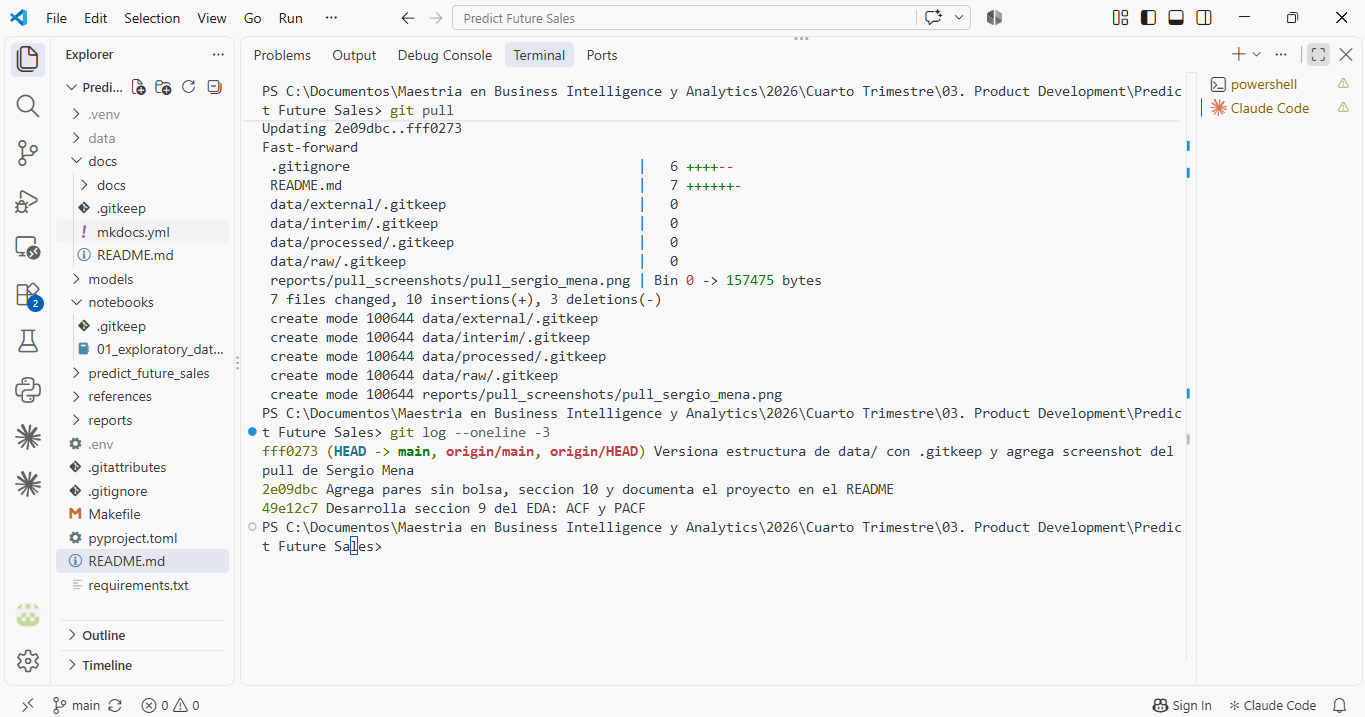 File Edit Selection View Go Run ··· Predict Future Sales
Explorer ···
Problems Output Debug Console Terminal Ports
Predi...
.venv
data
docs
docs
.gitkeep
mkdocs.yml
README.md
models
notebooks
.gitkeep
01_exploratory_dat...
predict_future_sales
references
reports
.env
.gitattributes
.gitignore
Makefile
pyproject.toml
README.md
requirements.txt
Outline
Timeline
PS C:\Documentos\Maestria en Business Intelligence y Analytics\2026\Cuarto Trimestre\03. Product Development\Predic
t Future Sales> git pull
Updating 2e09dbc..fff0273
Fast-forward
.gitignore | 6 ++++--
README.md | 7 ++++++-
data/external/.gitkeep | 0
data/interim/.gitkeep | 0
data/processed/.gitkeep | 0
data/raw/.gitkeep | 0
reports/pull_screenshots/pull_sergio_mena.png | Bin 0 -> 157475 bytes
7 files changed, 10 insertions(+), 3 deletions(-)
create mode 100644 data/external/.gitkeep
create mode 100644 data/interim/.gitkeep
create mode 100644 data/processed/.gitkeep
create mode 100644 data/raw/.gitkeep
create mode 100644 reports/pull_screenshots/pull_sergio_mena.png
PS C:\Documentos\Maestria en Business Intelligence y Analytics\2026\Cuarto Trimestre\03. Product Development\Predic
t Future Sales> git log --oneline -3
fff0273 (HEAD -> main, origin/main, origin/HEAD) Versiona estructura de data/ con .gitkeep y agrega screenshot del
pull de Sergio Mena
2e09dbc Agrega pares sin bolsa, seccion 10 y documenta el proyecto en el README
49e12c7 Desarrolla seccion 9 del EDA: ACF y PACF
PS C:\Documentos\Maestria en Business Intelligence y Analytics\2026\Cuarto Trimestre\03. Product Development\Predic
t Future Sales>
powershell
Claude Code
2
main 0 0 Sign In Claude Code